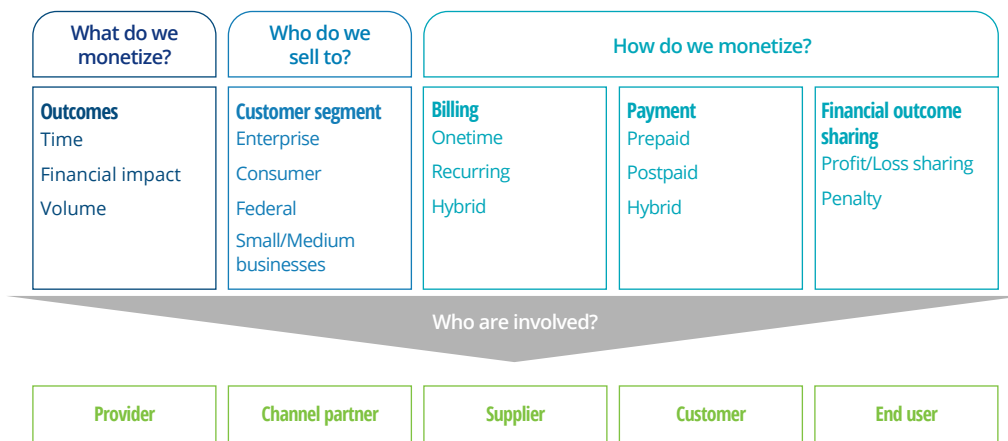 What do we
monetize?
Who do we
sell to?
How do we monetize?
Outcomes
Time
Financial impact
Volume
Customer segment
Enterprise
Consumer
Federal
Small/Medium
businesses
Billing
Onetime
Recurring
Hybrid
Payment
Prepaid
Postpaid
Hybrid
Financial outcome
sharing
Profit/Loss sharing
Penalty
Who are involved?
Provider
Channel partner
Supplier
Customer
End user